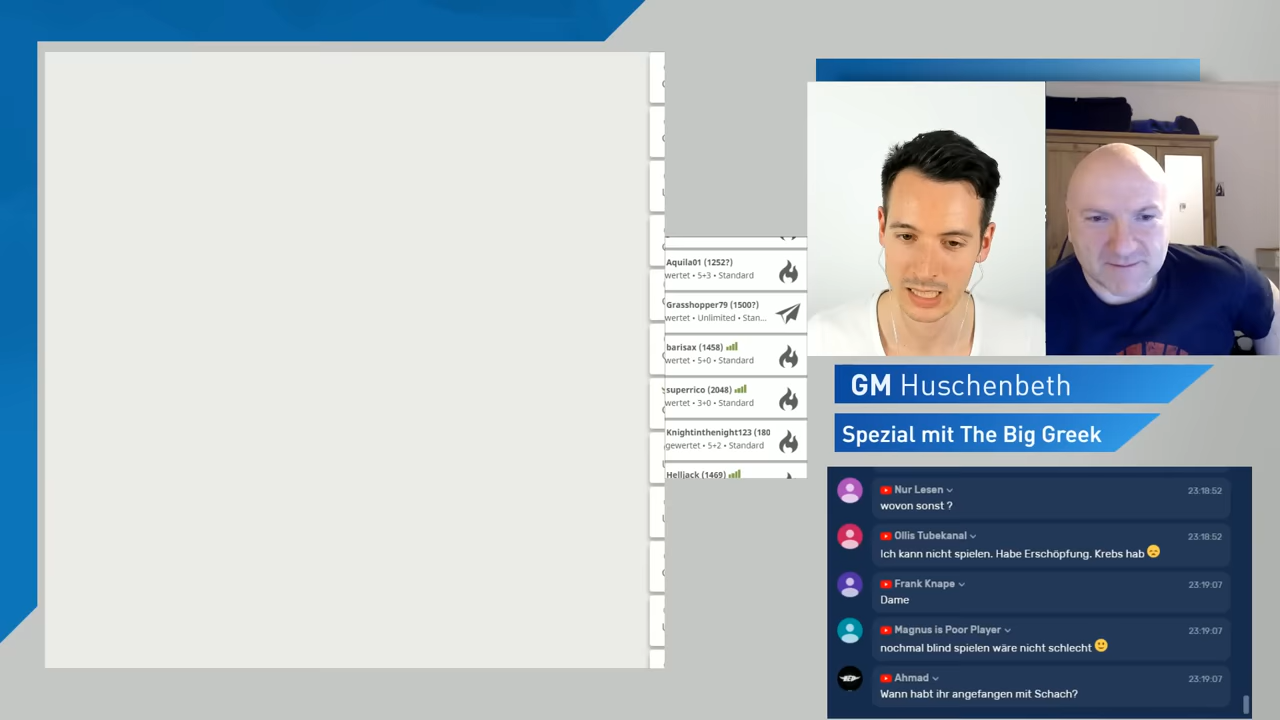 Aquila01 (1252?)
wertet • 5+3 • Standard
Grasshopper79 (1500?)
wertet • Unlimited • Stan...
barisax (1458)
wertet • 5+0 • Standard
superrico (2048)
wertet • 3+0 • Standard
Knightinthenight123 (180
gewertet • 5+2 • Standard
Helljack (1469)
GM Huschenbeth
Spezial mit The Big Greek
Nur Lesen 23:18:52
wovon sonst ?
Ollis Tubekanal 23:18:52
Ich kann nicht spielen. Habe Erschöpfung. Krebs hab 😞
Frank Knape 23:19:07
Dame
Magnus is Poor Player 23:19:07
nochmal blind spielen wäre nicht schlecht 🙂
Ahmad 23:19:07
Wann habt ihr angefangen mit Schach?